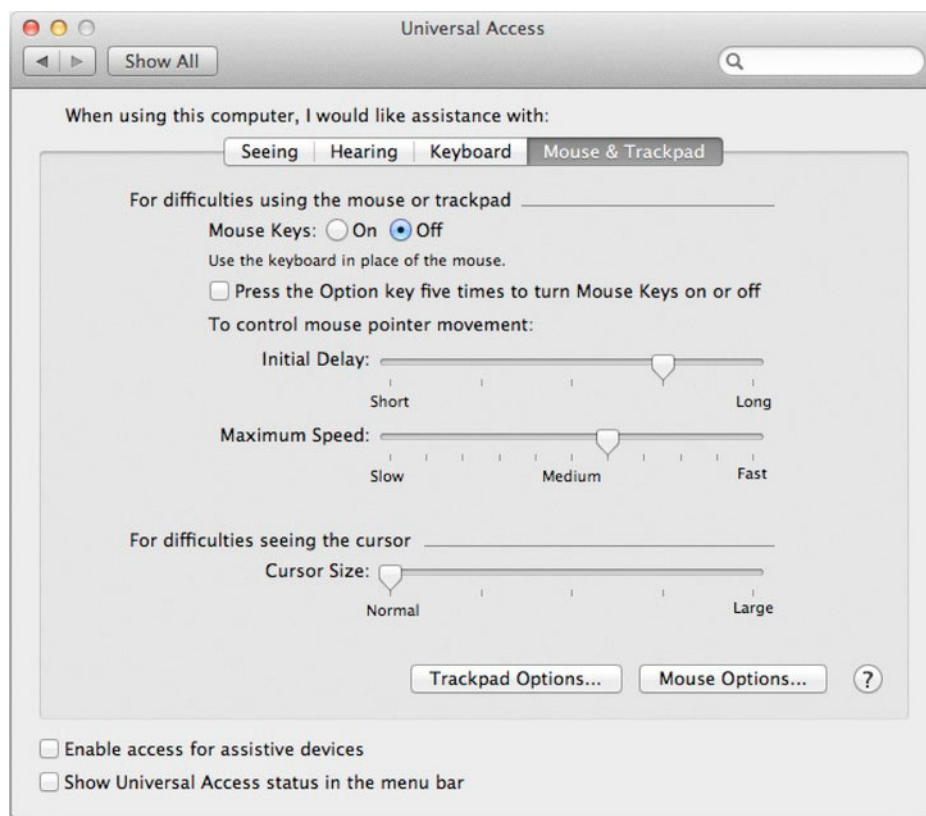 Universal Access
Show All
When using this computer, I would like assistance with:
Seeing Hearing Keyboard Mouse & Trackpad
For difficulties using the mouse or trackpad
Mouse Keys: On Off
Use the keyboard in place of the mouse.
Press the Option key five times to turn Mouse Keys on or off
To control mouse pointer movement:
Initial Delay:
Short Long
Maximum Speed:
Slow Medium Fast
For difficulties seeing the cursor
Cursor Size:
Normal Large
Trackpad Options... Mouse Options... ?
Enable access for assistive devices
Show Universal Access status in the menu bar